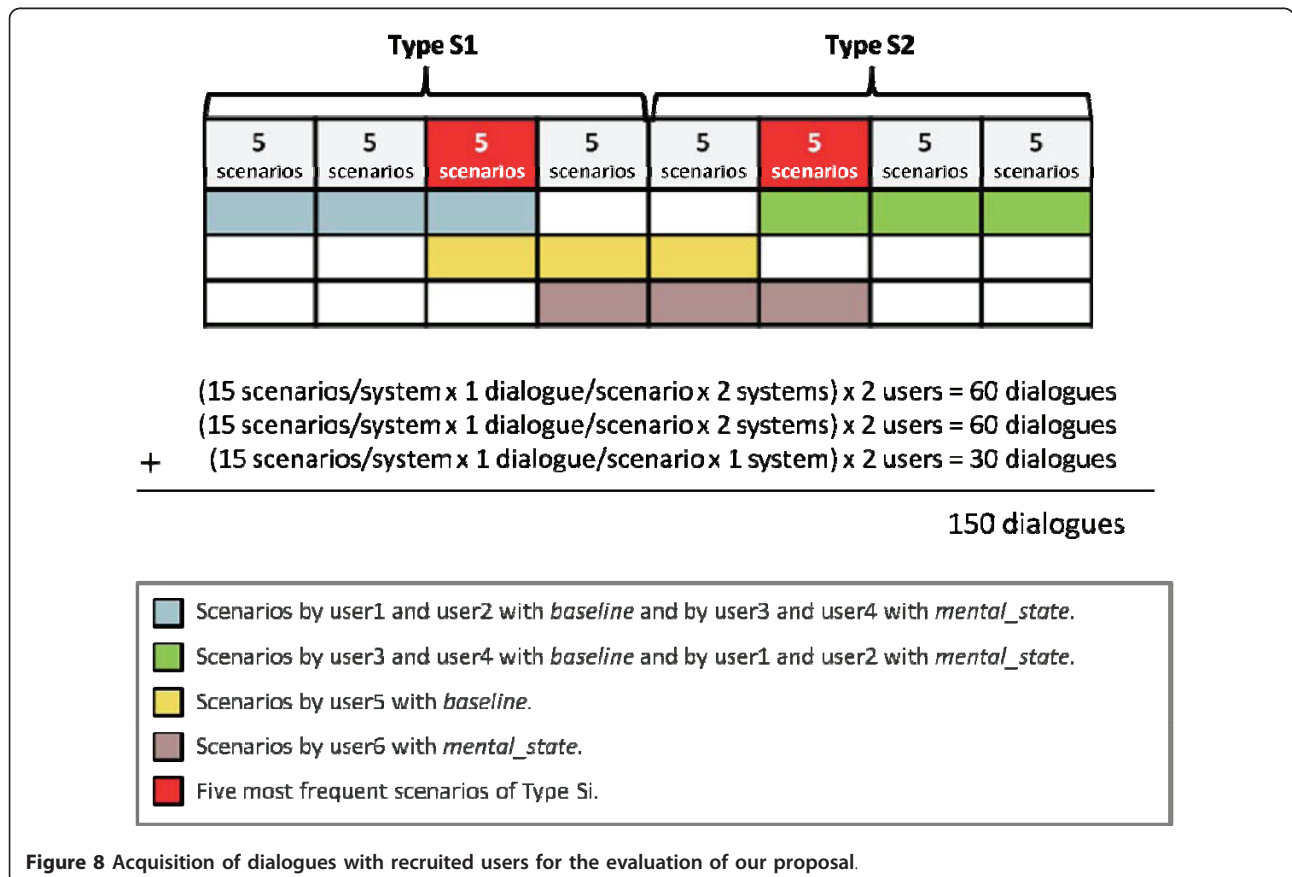 Type S1 Type S2
5 5 5 5 5 5 5 5
scenarios scenarios scenarios scenarios scenarios scenarios scenarios scenarios
(15 scenarios/system x 1 dialogue/scenario x 2 systems) x 2 users = 60 dialogues
(15 scenarios/system x 1 dialogue/scenario x 2 systems) x 2 users = 60 dialogues
+ (15 scenarios/system x 1 dialogue/scenario x 1 system) x 2 users = 30 dialogues
150 dialogues
Scenarios by user1 and user2 with baseline and by user3 and user4 with mental_state.
Scenarios by user3 and user4 with baseline and by user1 and user2 with mental_state.
Scenarios by user5 with baseline.
Scenarios by user6 with mental_state.
Five most frequent scenarios of Type Si.
Figure 8 Acquisition of dialogues with recruited users for the evaluation of our proposal.